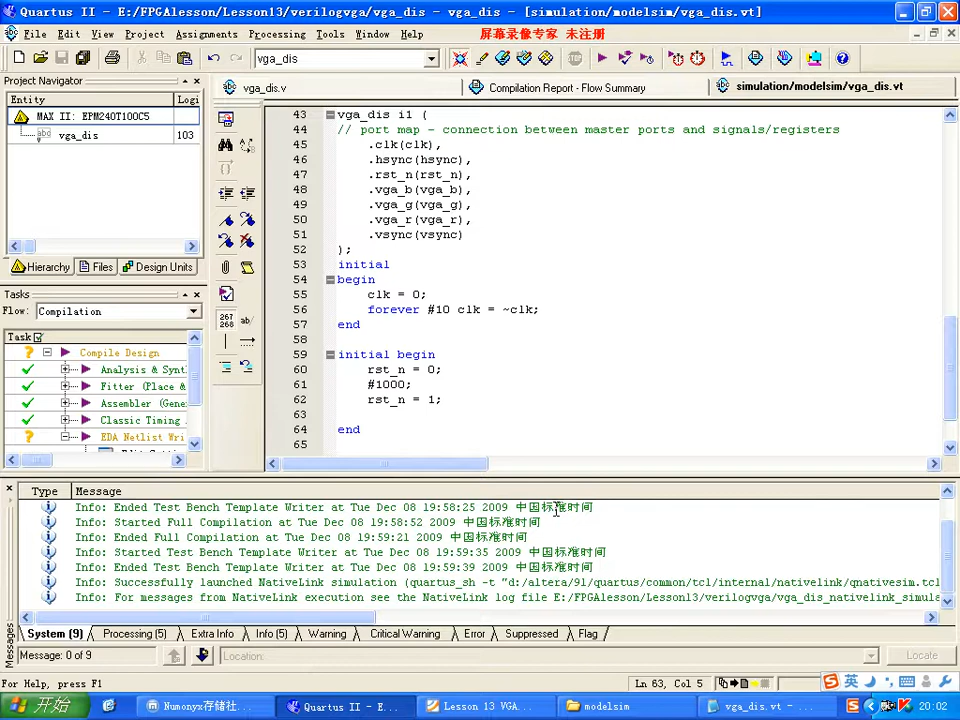 Quartus II - E:/FPGAlesson/Lesson13/verilogvga/vga_dis - vga_dis - [simulation/modelsim/vga_dis.vt]
File Edit View Project Assignments Processing Tools Window Help 屏幕录像专家 未注册
vga_dis
Project Navigator
vga_dis.v
Compilation Report - Flow Summary
simulation/modelsim/vga_dis.vt
Entity Logi
MAX II: EPM240T100C5
vga_dis 103
Hierarchy Files Design Units
Tasks
Flow: Compilation
Task
Compile Design
Analysis & Synt
Fitter (Place &
Assembler (Gene
Classic Timing
EDA Netlist Wri
267
268
ab/
43 vga_dis i1 (
44 // port map - connection between master ports and signals/registers
45 .clk(clk),
46 .hsync(hsync),
47 .rst_n(rst_n),
48 .vga_b(vga_b),
49 .vga_g(vga_g),
50 .vga_r(vga_r),
51 .vsync(vsync)
52 );
53 initial
54 begin
55 clk = 0;
56 forever #10 clk = ~clk;
57 end
58
59 initial begin
60 rst_n = 0;
61 #1000;
62 rst_n = 1;
63
64 end
65
Type Message
Info: Ended Test Bench Template Writer at Tue Dec 08 19:58:25 2009 中国标准时间
Info: Started Full Compilation at Tue Dec 08 19:58:52 2009 中国标准时间
Info: Ended Full Compilation at Tue Dec 08 19:59:21 2009 中国标准时间
Info: Started Test Bench Template Writer at Tue Dec 08 19:59:35 2009 中国标准时间
Info: Ended Test Bench Template Writer at Tue Dec 08 19:59:39 2009 中国标准时间
Info: Successfully launched NativeLink simulation (quartus_sh -t "d:/altera/91/quartus/common/tcl/internal/nativelink/qnativesim.tcl
Info: For messages from NativeLink execution see the NativeLink log file E:/FPGAlesson/Lesson13/verilogvga/vga_dis_nativelink_simula
System (9) Processing (5) Extra Info Info (5) Warning Critical Warning Error Suppressed Flag
Messages
Message: 0 of 9
Location:
Locate
For Help, press F1
Ln 63, Col 5
英
开始
Numonyx存储社...
Quartus II - E...
Lesson 13 VGA...
modelsim
vga_dis.vt - ...
20:02